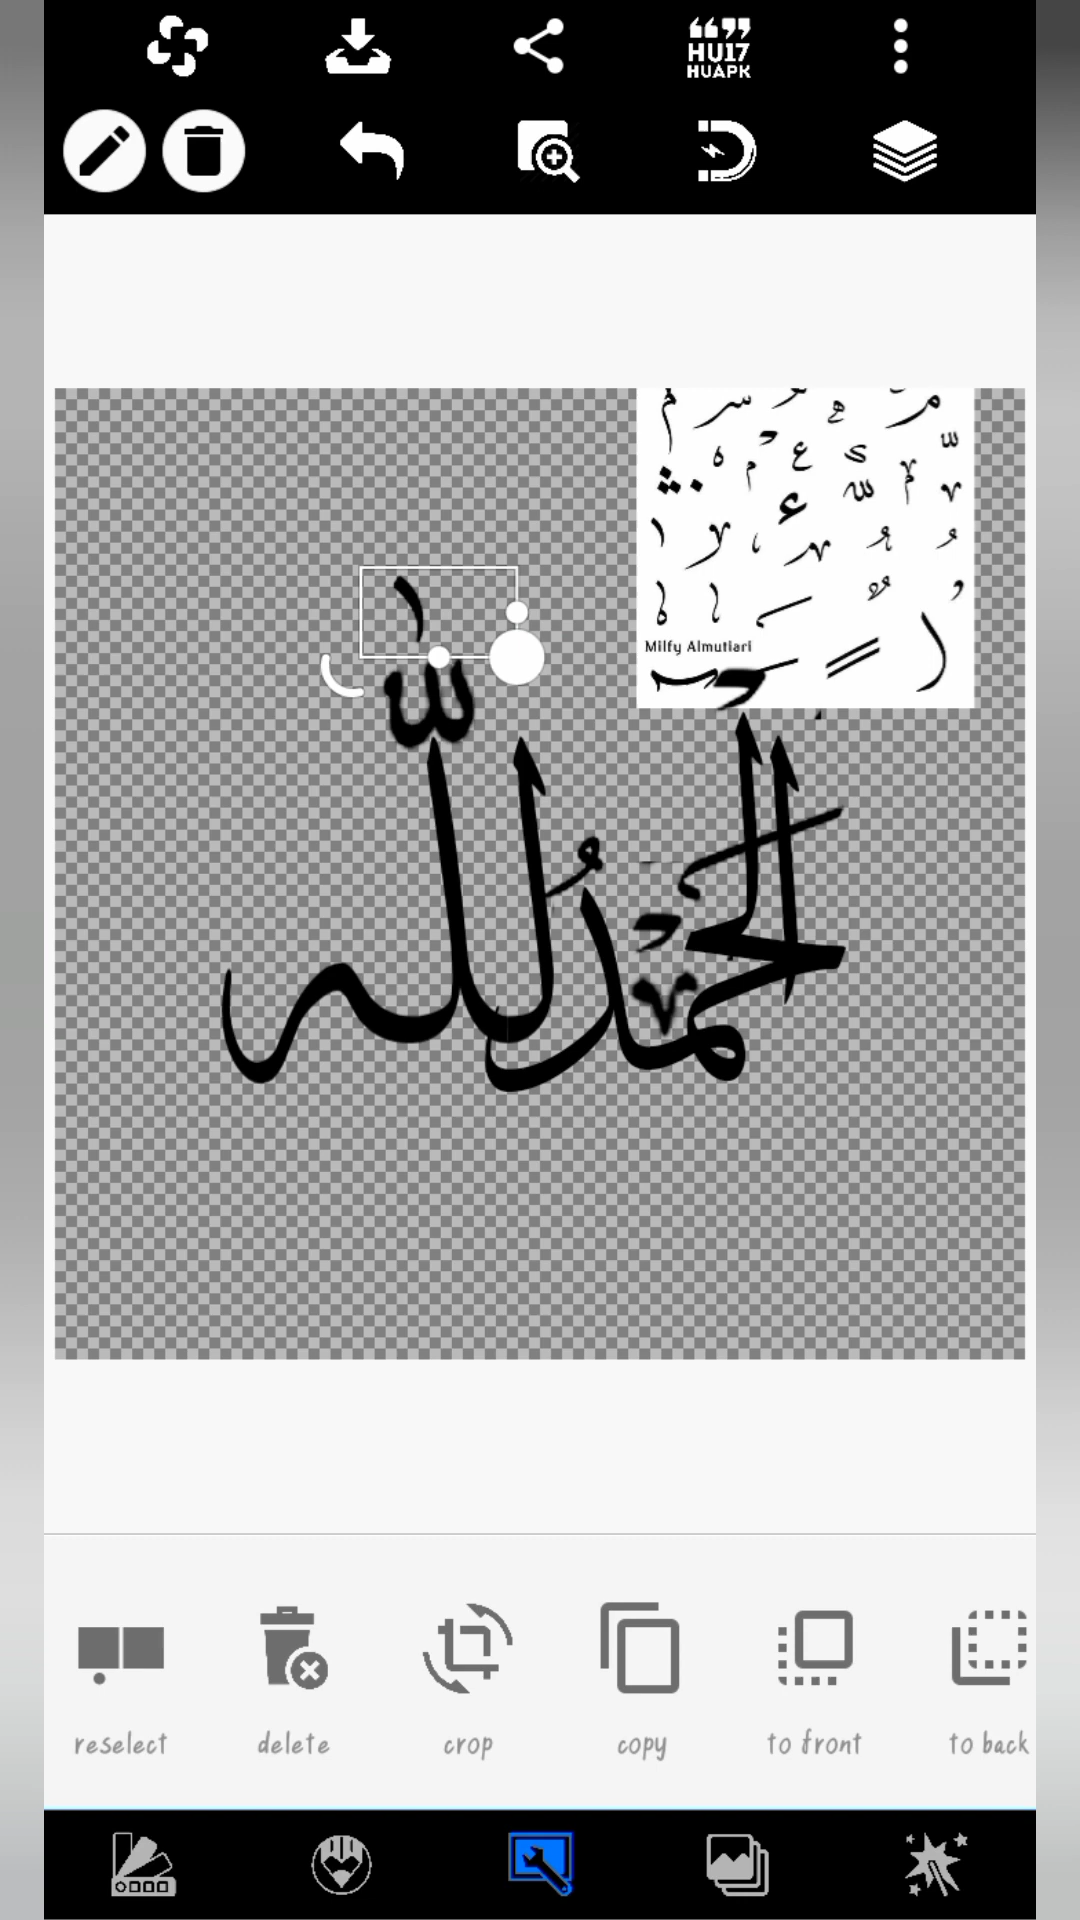 HU17
HUAPK
Milfy Almutiari
الحمدُ لله
reselect
delete
crop
copy
to front
to back